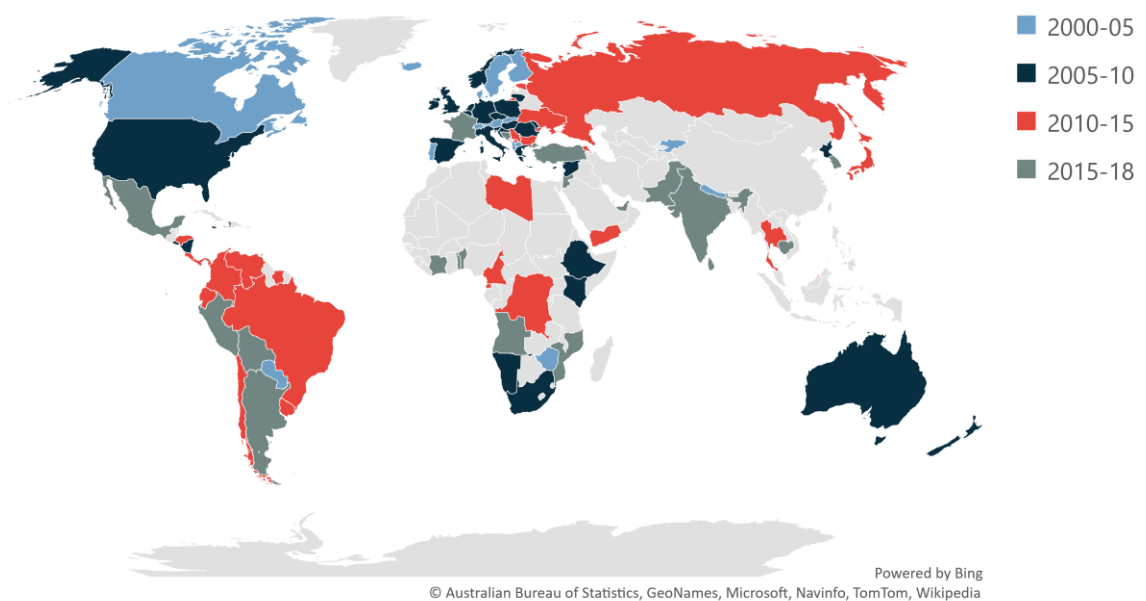 2000-05
2005-10
2010-15
2015-18
Powered by Bing
© Australian Bureau of Statistics, GeoNames, Microsoft, Navinfo, TomTom, Wikipedia